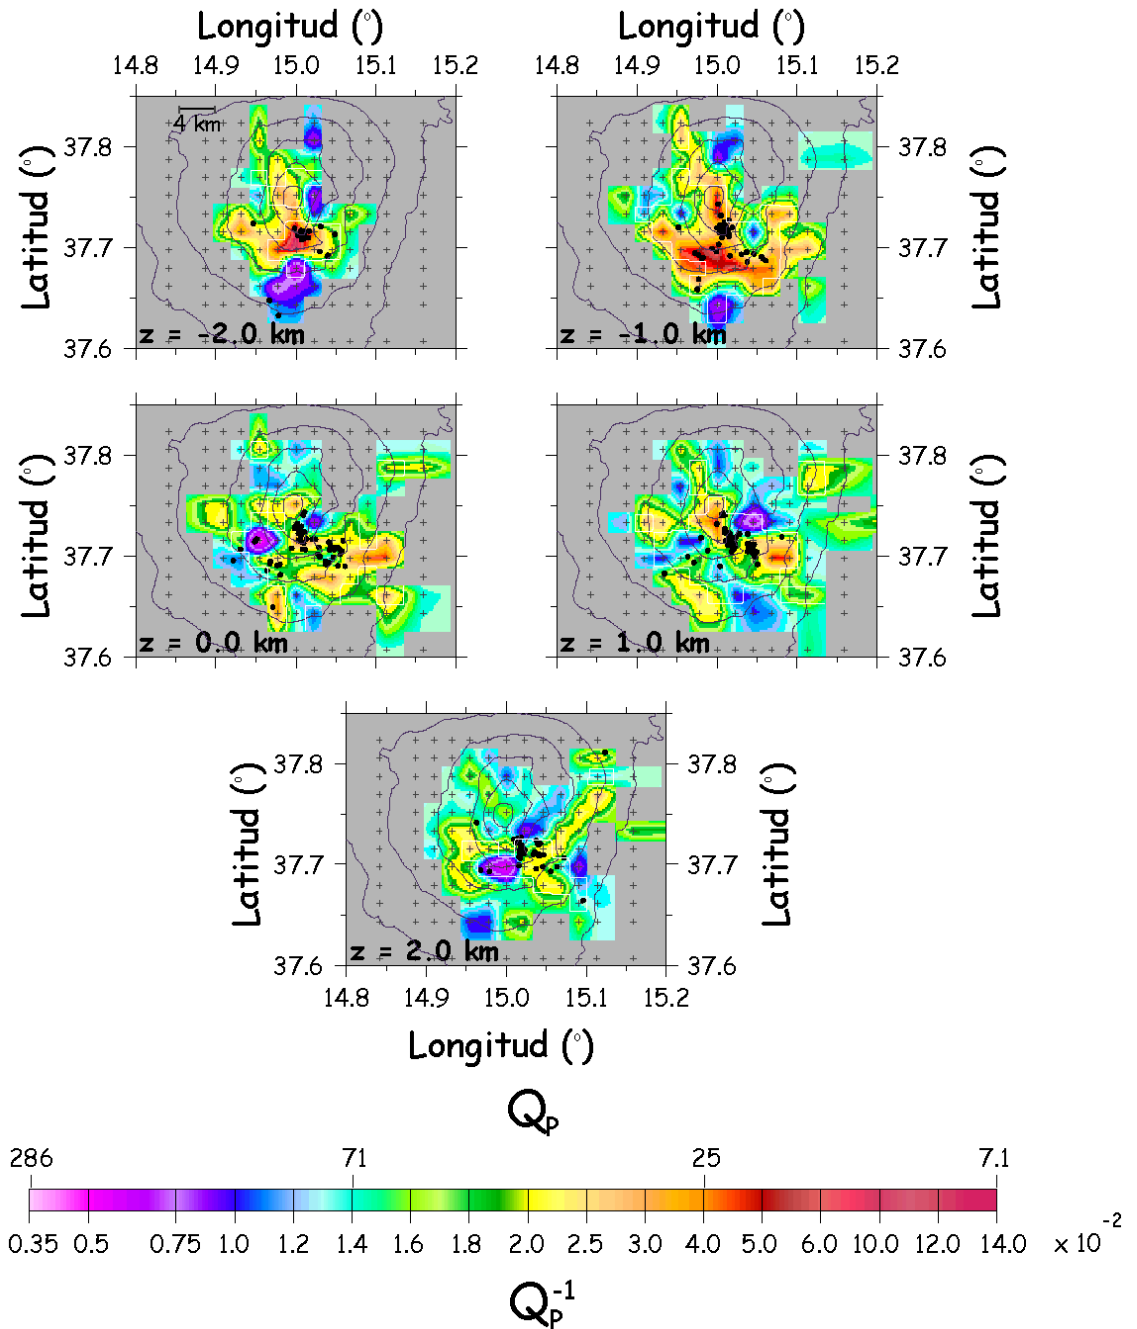 Longitud (°) Longitud (°)
14.8 14.9 15.0 15.1 15.2 14.8 14.9 15.0 15.1 15.2
4 km
Latitud (°) 37.8 37.8 Latitud (°)
37.7 37.7
z = -2.0 km z = -1.0 km
37.6 37.6
Latitud (°) 37.8 37.8 Latitud (°)
37.7 37.7
z = 0.0 km z = 1.0 km
37.6 37.6
Latitud (°) 37.8 37.8 Latitud (°)
37.7 37.7
z = 2.0 km
37.6 37.6
14.8 14.9 15.0 15.1 15.2
Longitud (°)
Q_P
286 71 25 7.1
0.35 0.5 0.75 1.0 1.2 1.4 1.6 1.8 2.0 2.5 3.0 4.0 5.0 6.0 10.0 12.0 14.0 x 10^-2
Q_P^-1